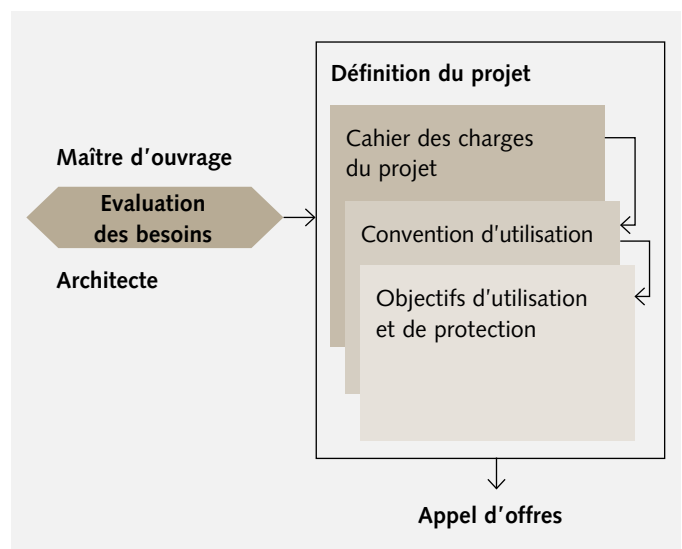 Maître d'ouvrage
Evaluation
des besoins
Architecte
Définition du projet
Cahier des charges
du projet
Convention d'utilisation
Objectifs d'utilisation
et de protection
Appel d'offres